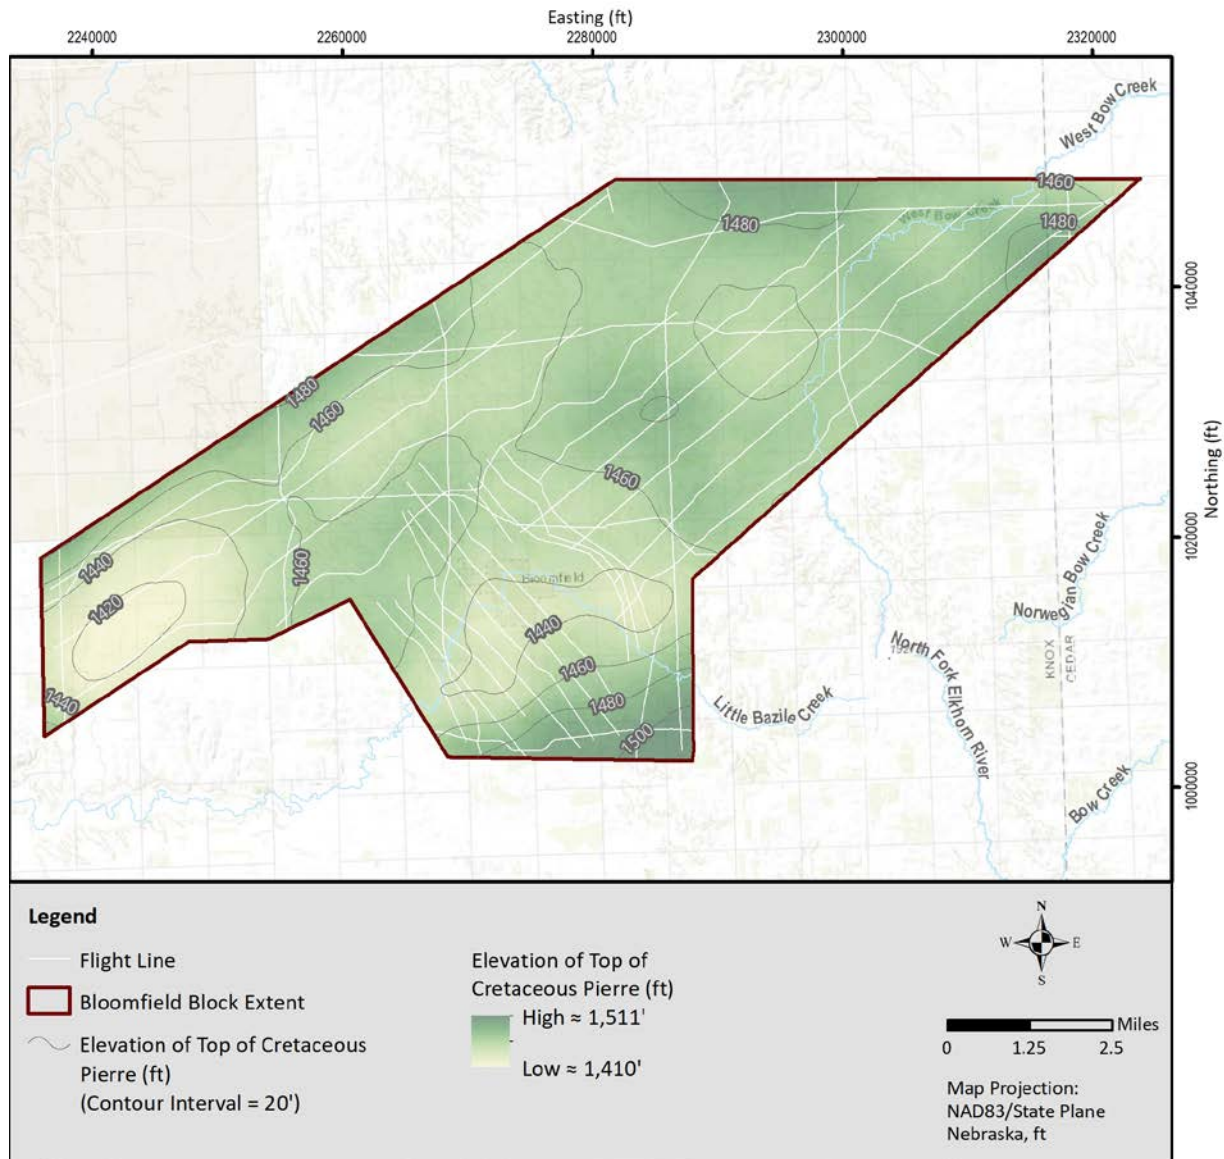 Easting (ft)
2240000
2260000
2280000
2300000
2320000
West Bow Creek
1460
West Bow Creek
1480
1480
1040000
1480
1460
Northing (ft)
1460
1440
1460
1020000
Bloomfield
1420
1440
Norwegian Bow Creek
KNOX
CEDAR
1440
1460
1480
1500
North Fork Elkhorn River
Little Bazile Creek
Bow Creek
1000000
Legend
Flight Line
Bloomfield Block Extent
Elevation of Top of Cretaceous
Pierre (ft)
(Contour Interval = 20')
Elevation of Top of
Cretaceous Pierre (ft)
High ≈ 1,511'
Low ≈ 1,410'
N
W
E
S
Miles
0
1.25
2.5
Map Projection:
NAD83/State Plane
Nebraska, ft